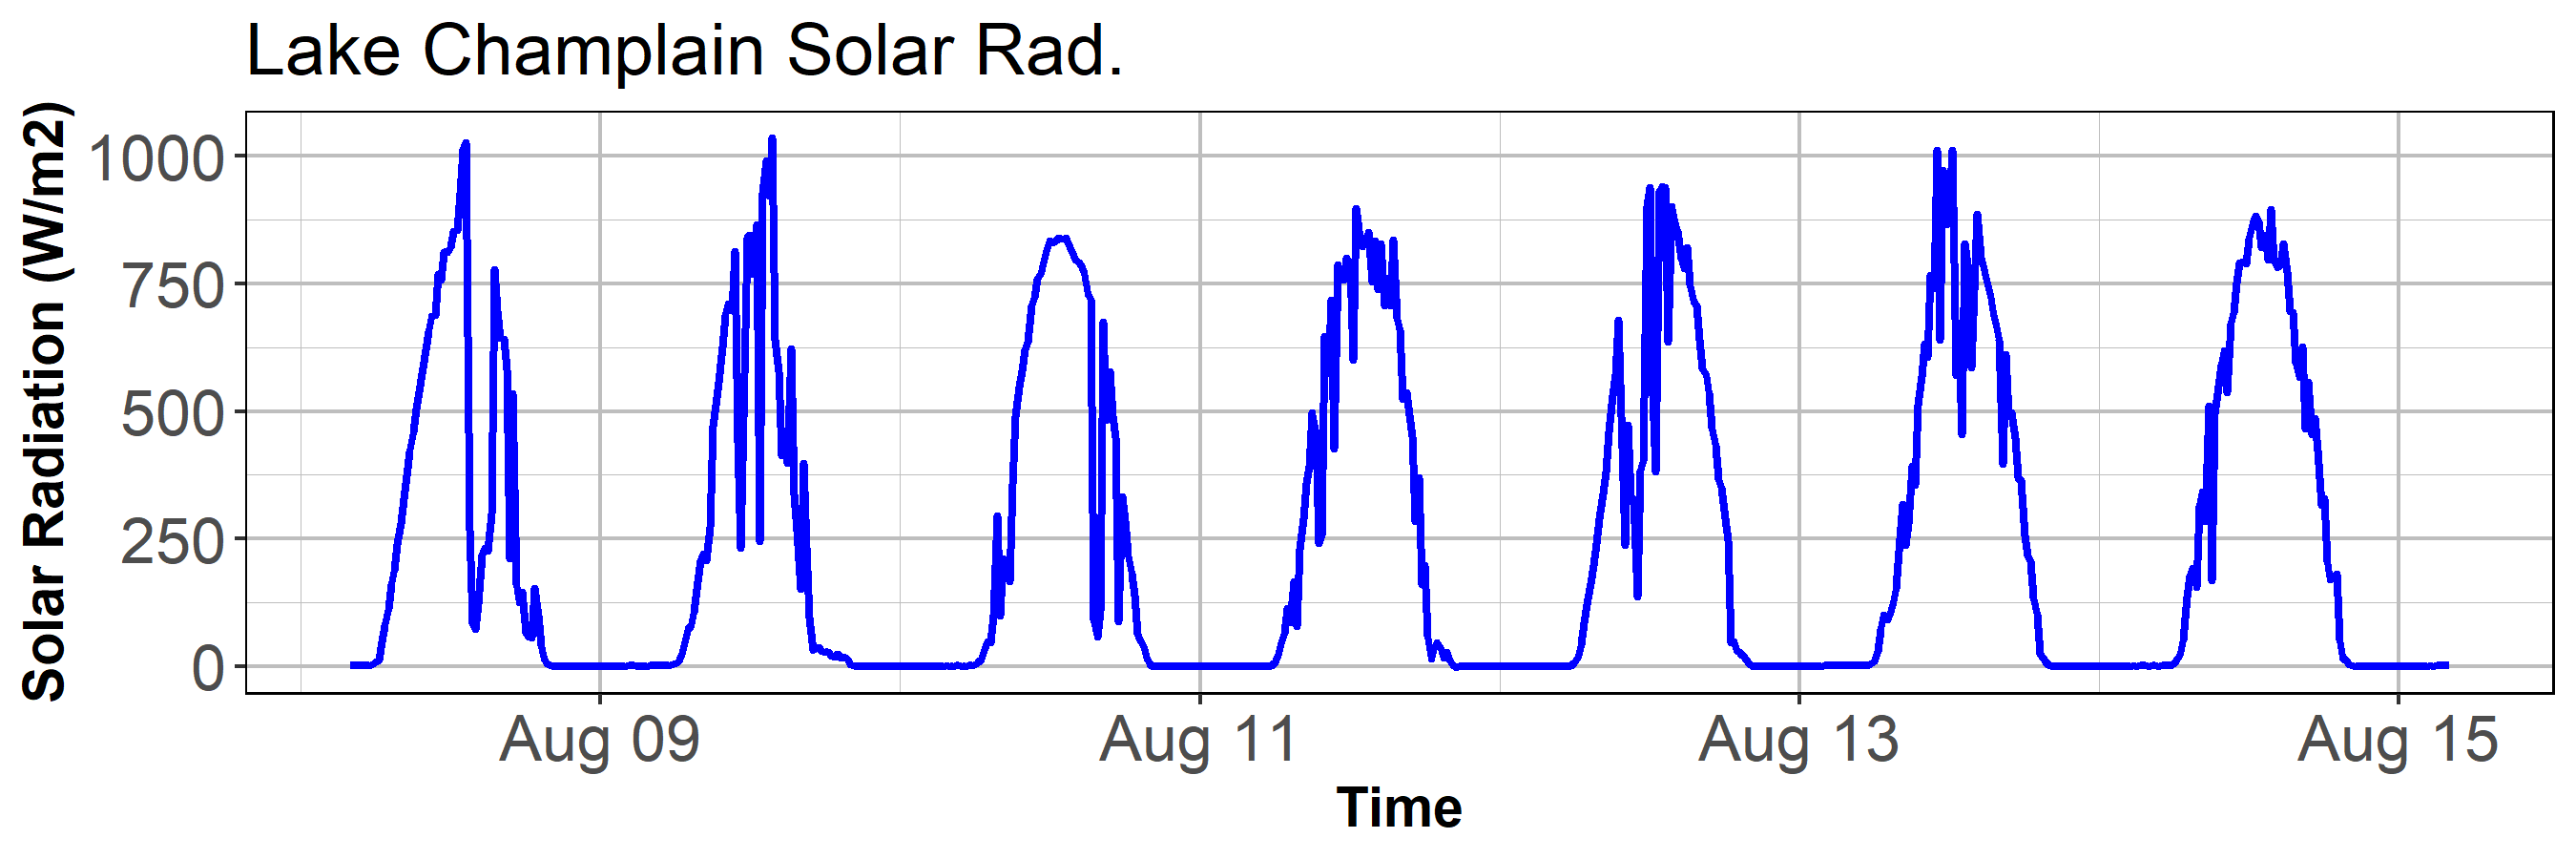 Lake Champlain Solar Rad.
Solar Radiation (W/m2)
1000
750
500
250
0
Aug 09 Aug 11 Aug 13 Aug 15
Time